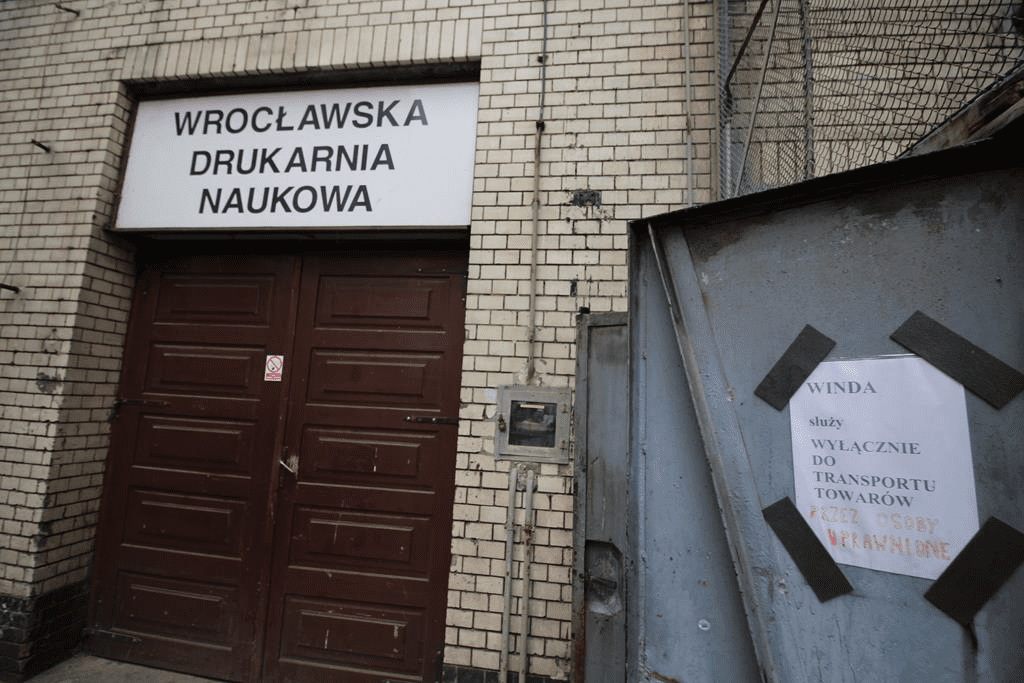 WROCŁAWSKA
DRUKARNIA
NAUKOWA
WINDA
służy
WYŁĄCZNIE
DO
TRANSPORTU
TOWARÓW
PRZEZ OSOBY
UPRAWNIONE